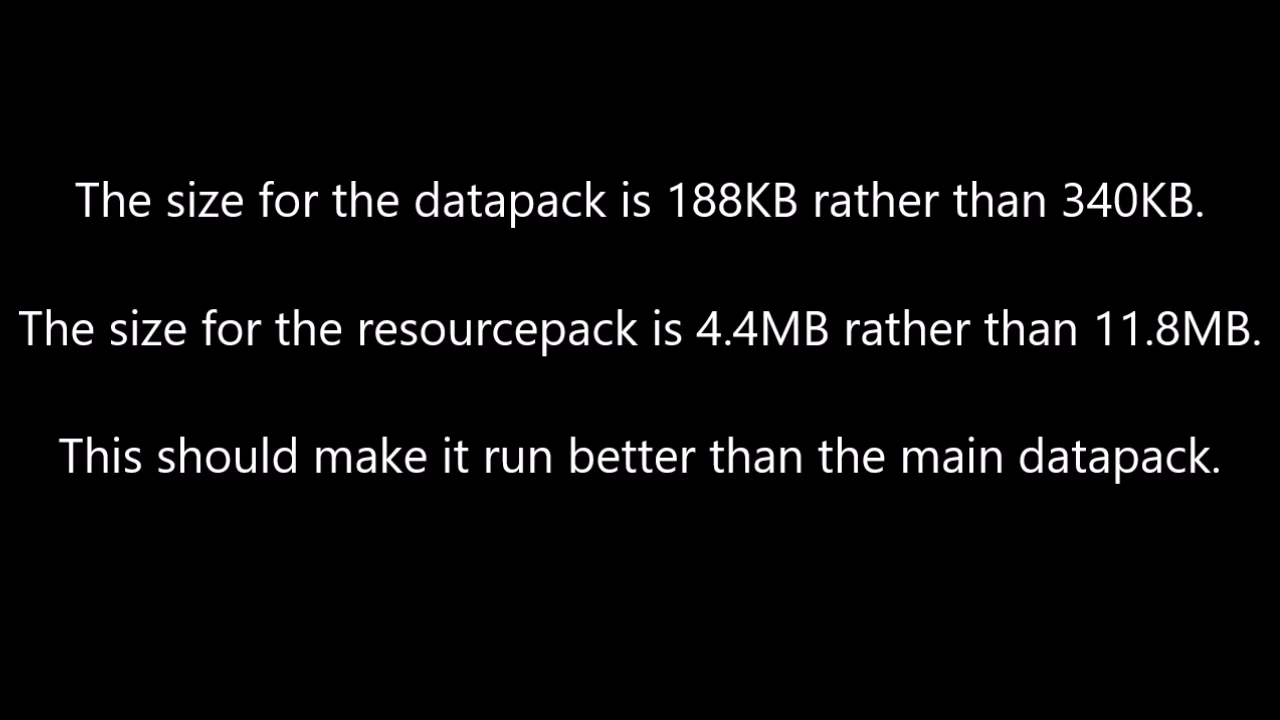 The size for the datapack is 188KB rather than 340KB.
The size for the resourcepack is 4.4MB rather than 11.8MB.
This should make it run better than the main datapack.